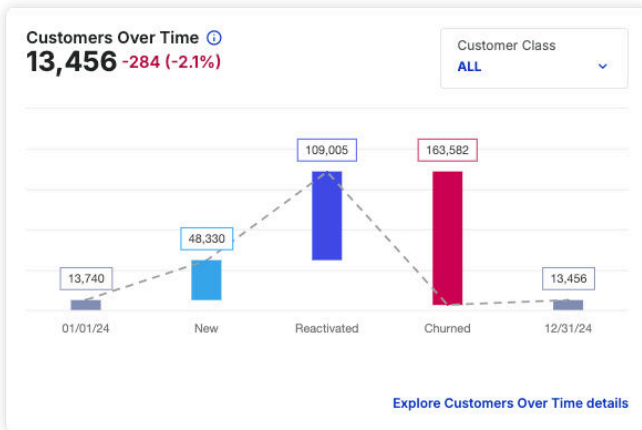 Customers Over Time
13,456 -284 (-2.1%)
Customer Class
ALL
109,005
163,582
48,330
13,740
13,456
01/01/24
New
Reactivated
Churned
12/31/24
Explore Customers Over Time details